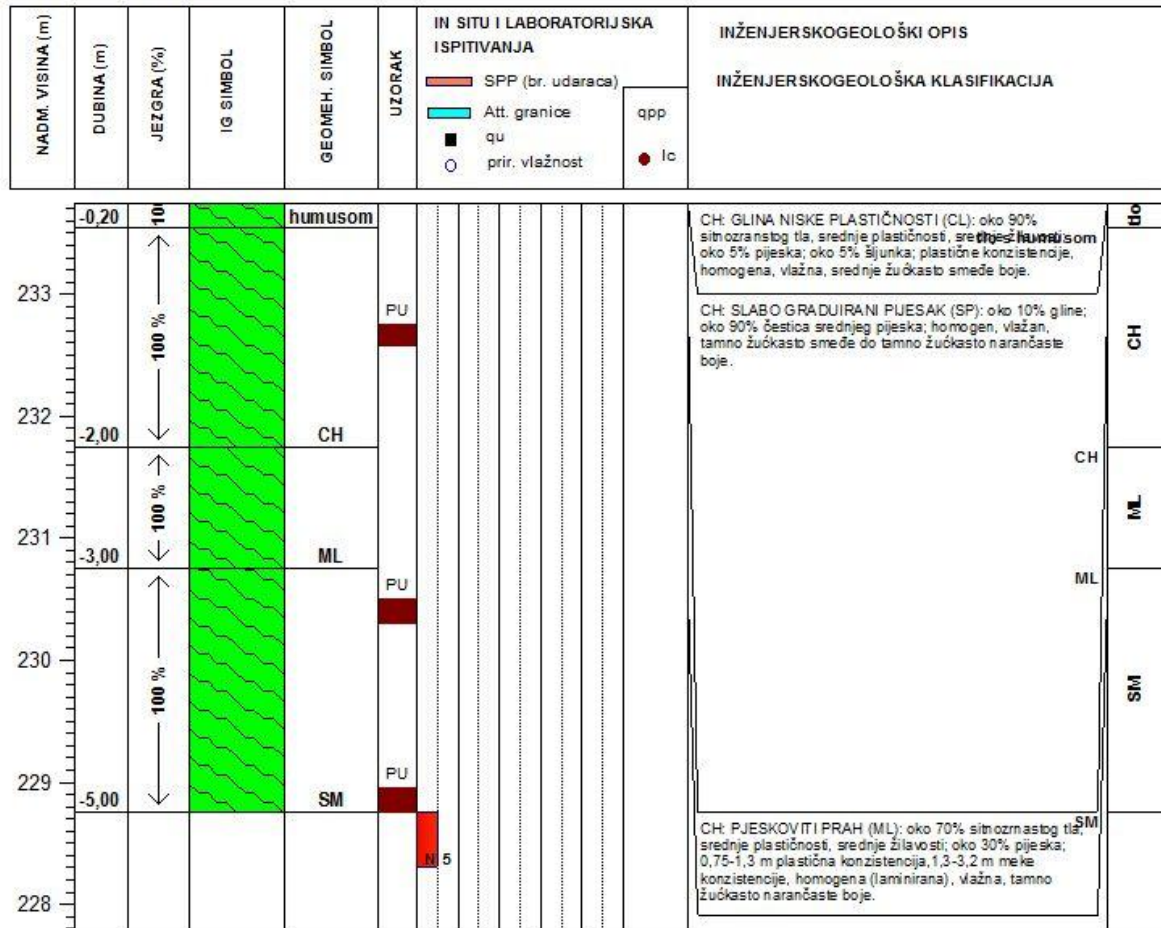 NADM. VISINA (m)
DUBINA (m)
JEZGRA (%)
IG SIMBOL
GEOMEH. SIMBOL
UZORAK
IN SITU I LABORATORIJSKA
ISPITIVANJA
SPP (br. udaraca)
Att. granice
qu
prir. vlažnost
qpp
Ic
INŽENJERSKOGEOLOŠKI OPIS
INŽENJERSKOGEOLOŠKA KLASIFIKACIJA
-0,20
humusom
tlo
CH: GLINA NISKE PLASTIČNOSTI (CL): oko 90%
sitnozranstog tla, srednje plastičnosti, srednje žilavosti;
tlo s humusom
oko 5% pijeska; oko 5% šljunka; plastične konzistencije,
homogena, vlažna, srednje žućkasto smeđe boje.
233
PU
100 %
CH: SLABO GRADUIRANI PIJESAK (SP): oko 10% gline;
oko 90% čestica srednjeg pijeska; homogen, vlažan,
tamno žućkasto smeđe do tamno žućkasto narančaste
boje.
CH
232
-2,00
CH
CH
100 %
ML
231
-3,00
ML
ML
PU
230
100 %
SM
PU
229
-5,00
SM
SM
N 5
CH: PJESKOVITI PRAH (ML): oko 70% sitnozrnastog tla,
srednje plastičnosti, srednje žilavosti; oko 30% pijeska;
0,75-1,3 m plastična konzistencija,1,3-3,2 m meke
konzistencije, homogena (laminirana), vlažna, tamno
žućkasto narančaste boje.
228